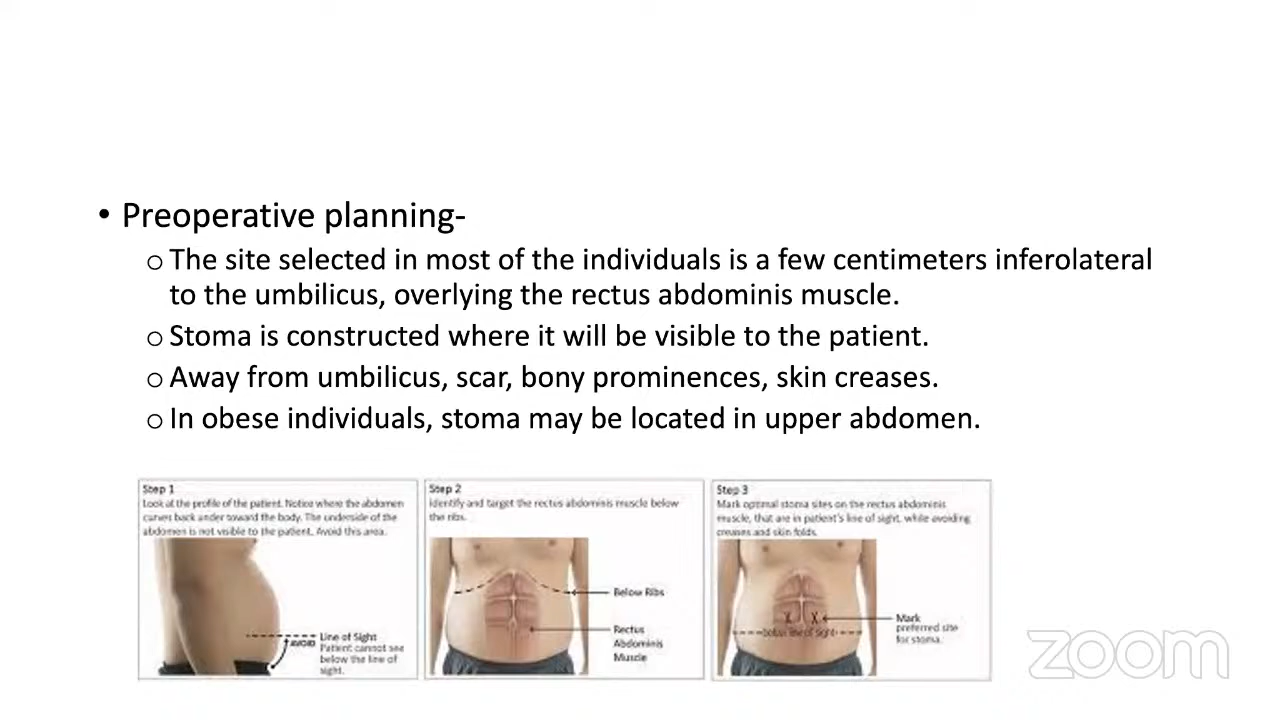 • Preoperative planning-
o The site selected in most of the individuals is a few centimeters inferolateral
to the umbilicus, overlying the rectus abdominis muscle.
o Stoma is constructed where it will be visible to the patient.
o Away from umbilicus, scar, bony prominences, skin creases.
o In obese individuals, stoma may be located in upper abdomen.
Step 1
Look at the profile of the patient. Notice where the abdomen
curves back under toward the body. The underside of the
abdomen is not visible to the patient. Avoid this area.
AVOID
Line of Sight
Patient cannot see
below the line of
sight.
Step 2
Identify and target the rectus abdominis muscle below
the ribs.
Below Ribs
Rectus
Abdominis
Muscle
Step 3
Mark optimal stoma sites on the rectus abdominis
muscle, that are in patient's line of sight, while avoiding
creases and skin folds.
X X
below line of sight
Mark
preferred site
for stoma.
zoom